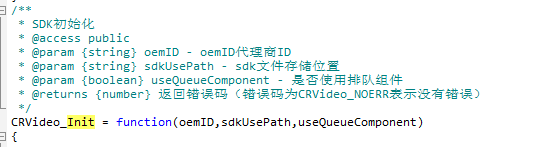 /**
* SDK初始化
* @access public
* @param {string} oemID - oemID代理商ID
* @param {string} sdkUsePath - sdk文件存储位置
* @param {boolean} useQueueComponent - 是否使用排队组件
* @returns {number} 返回错误码（错误码为CRVideo_NOERR表示没有错误）
*/
CRVideo_Init = function(oemID,sdkUsePath,useQueueComponent)
{